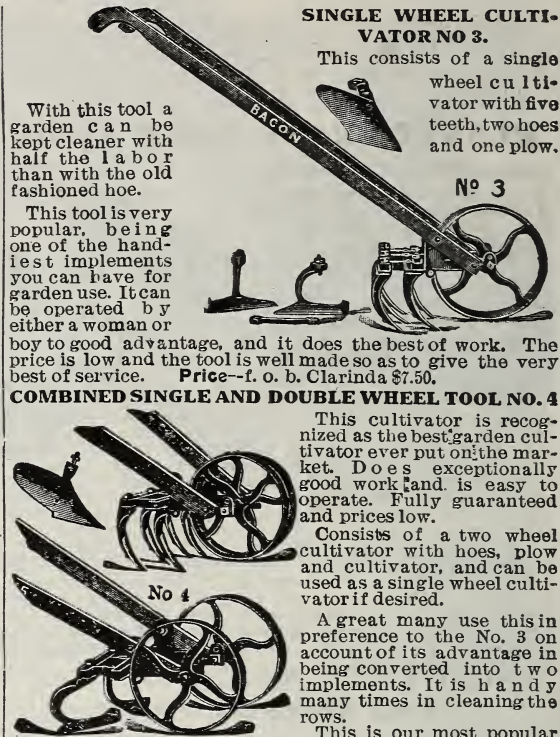 SINGLE WHEEL CULTI-
VATOR NO 3.
This consists of a single
wheel culti-
vator with five
teeth, two hoes
and one plow.
BACON
Nº 3
With this tool a
garden can be
kept cleaner with
half the labor
than with the old
fashioned hoe.
This tool is very
popular, being
one of the hand-
iest implements
you can have for
garden use. It can
be operated by
either a woman or
boy to good advantage, and it does the best of work. The
price is low and the tool is well made so as to give the very
best of service. Price--f. o. b. Clarinda $7.50.
COMBINED SINGLE AND DOUBLE WHEEL TOOL NO. 4
This cultivator is recog-
nized as the best garden cul-
tivator ever put on the mar-
ket. Does exceptionally
good work and is easy to
operate. Fully guaranteed
and prices low.
Consists of a two wheel
cultivator with hoes, plow
and cultivator, and can be
used as a single wheel culti-
vator if desired.
No 4
A great many use this in
preference to the No. 3 on
account of its advantage in
being converted into two
implements. It is handy
many times in cleaning the
rows.
This is our most popular